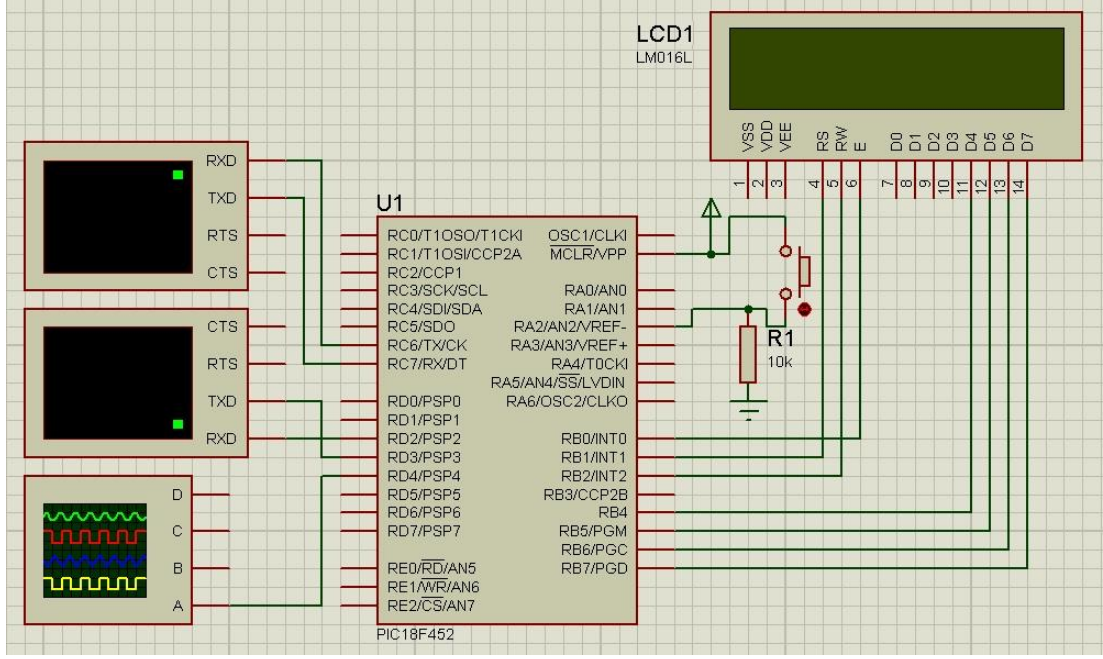 LCD1
LM016L
VSS VDD VEE RS RW E D0 D1 D2 D3 D4 D5 D6 D7
1 2 3 4 5 6 7 8 9 10 11 12 13 14
RXD
TXD
RTS
CTS
CTS
RTS
TXD
RXD
D
C
B
A
U1
RC0/T1OSO/T1CKI
RC1/T1OSI/CCP2A
RC2/CCP1
RC3/SCK/SCL
RC4/SDI/SDA
RC5/SDO
RC6/TX/CK
RC7/RX/DT
RD0/PSP0
RD1/PSP1
RD2/PSP2
RD3/PSP3
RD4/PSP4
RD5/PSP5
RD6/PSP6
RD7/PSP7
RE0/RD/AN5
RE1/WR/AN6
RE2/CS/AN7
OSC1/CLKI
MCLR/VPP
RA0/AN0
RA1/AN1
RA2/AN2/VREF-
RA3/AN3/VREF+
RA4/T0CKI
RA5/AN4/SS/LVDIN
RA6/OSC2/CLKO
RB0/INT0
RB1/INT1
RB2/INT2
RB3/CCP2B
RB4
RB5/PGM
RB6/PGC
RB7/PGD
PIC18F452
R1
10k